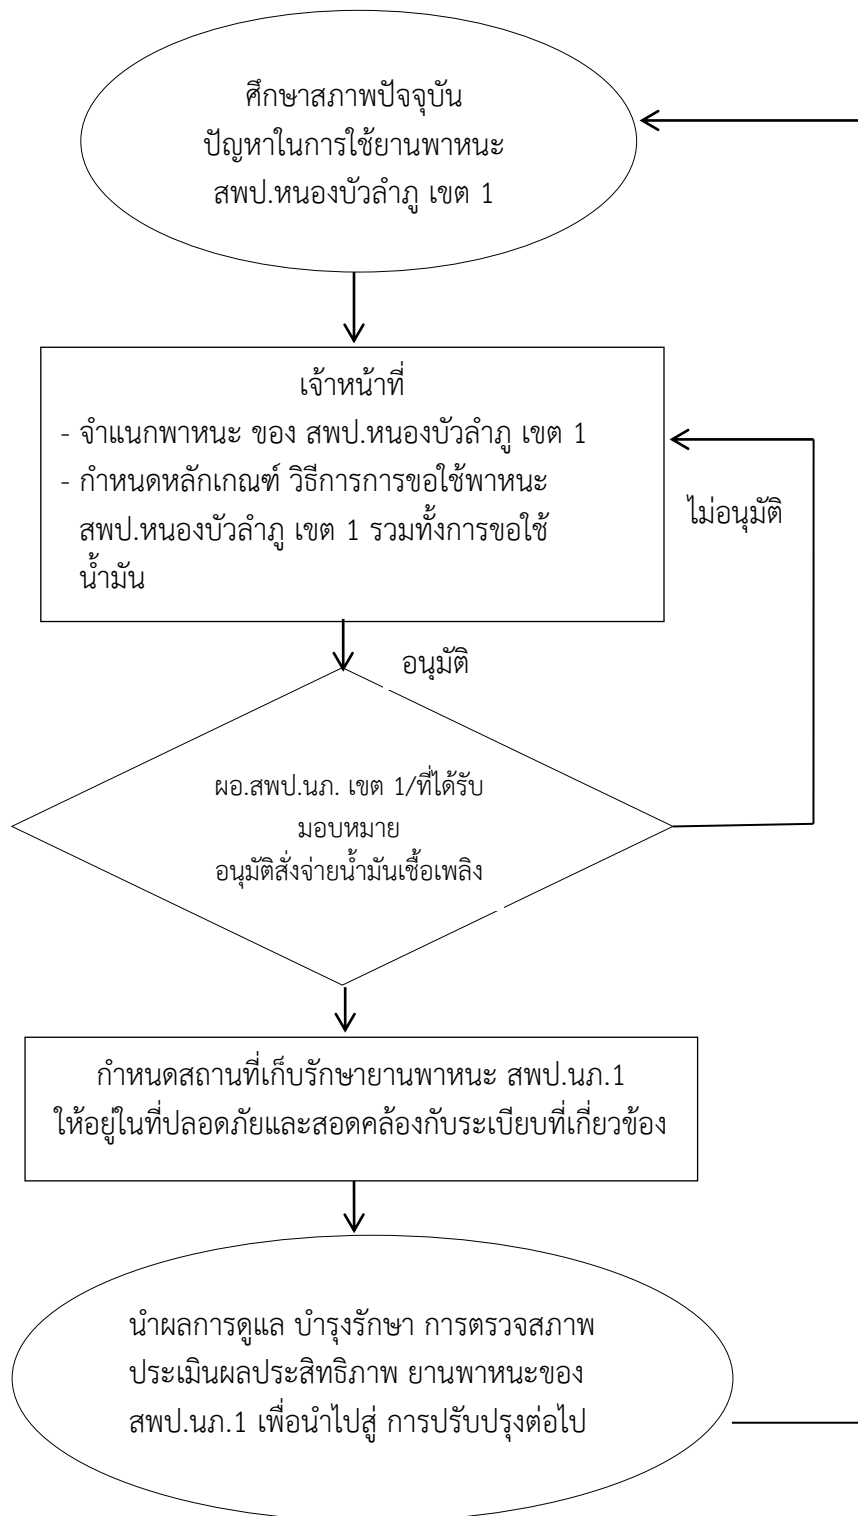 ศึกษาสภาพปัจจุบัน
ปัญหาในการใช้ยานพาหนะ
สพป.หนองบัวลำภู เขต 1
เจ้าหน้าที่
- จำแนกพาหนะ ของ สพป.หนองบัวลำภู เขต 1
- กำหนดหลักเกณฑ์ วิธีการการขอใช้พาหนะ
สพป.หนองบัวลำภู เขต 1 รวมทั้งการขอใช้
น้ำมัน
ไม่อนุมัติ
อนุมัติ
ผอ.สพป.นภ. เขต 1/ที่ได้รับ
มอบหมาย
อนุมัติสั่งจ่ายน้ำมันเชื้อเพลิง
กำหนดสถานที่เก็บรักษายานพาหนะ สพป.นภ.1
ให้อยู่ในที่ปลอดภัยและสอดคล้องกับระเบียบที่เกี่ยวข้อง
นำผลการดูแล บำรุงรักษา การตรวจสภาพ
ประเมินผลประสิทธิภาพ ยานพาหนะของ
สพป.นภ.1 เพื่อนำไปสู่ การปรับปรุงต่อไป